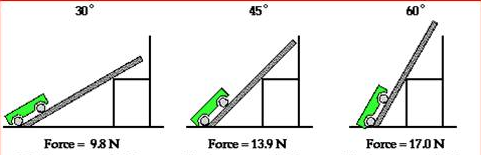 30°
45°
60°
Force = 9.8 N
Force = 13.9 N
Force = 17.0 N